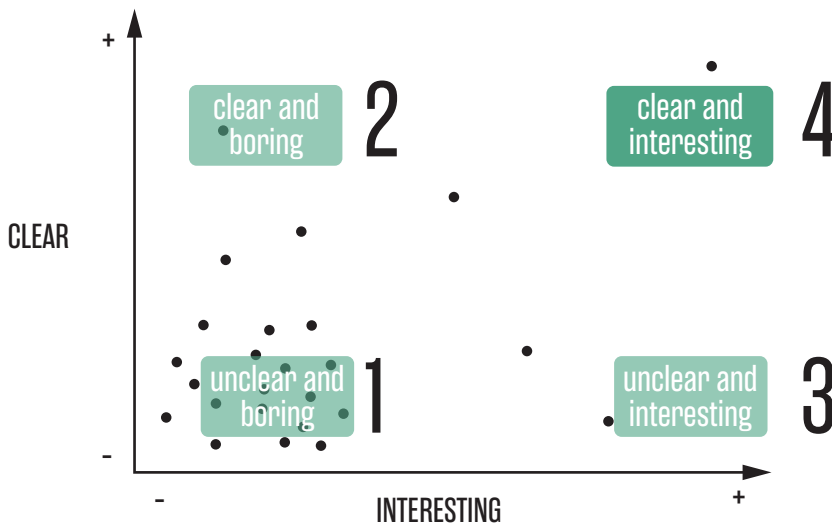 +
clear and
boring
2
clear and
interesting
4
CLEAR
unclear and
boring
1
unclear and
interesting
3
-
-
INTERESTING
+